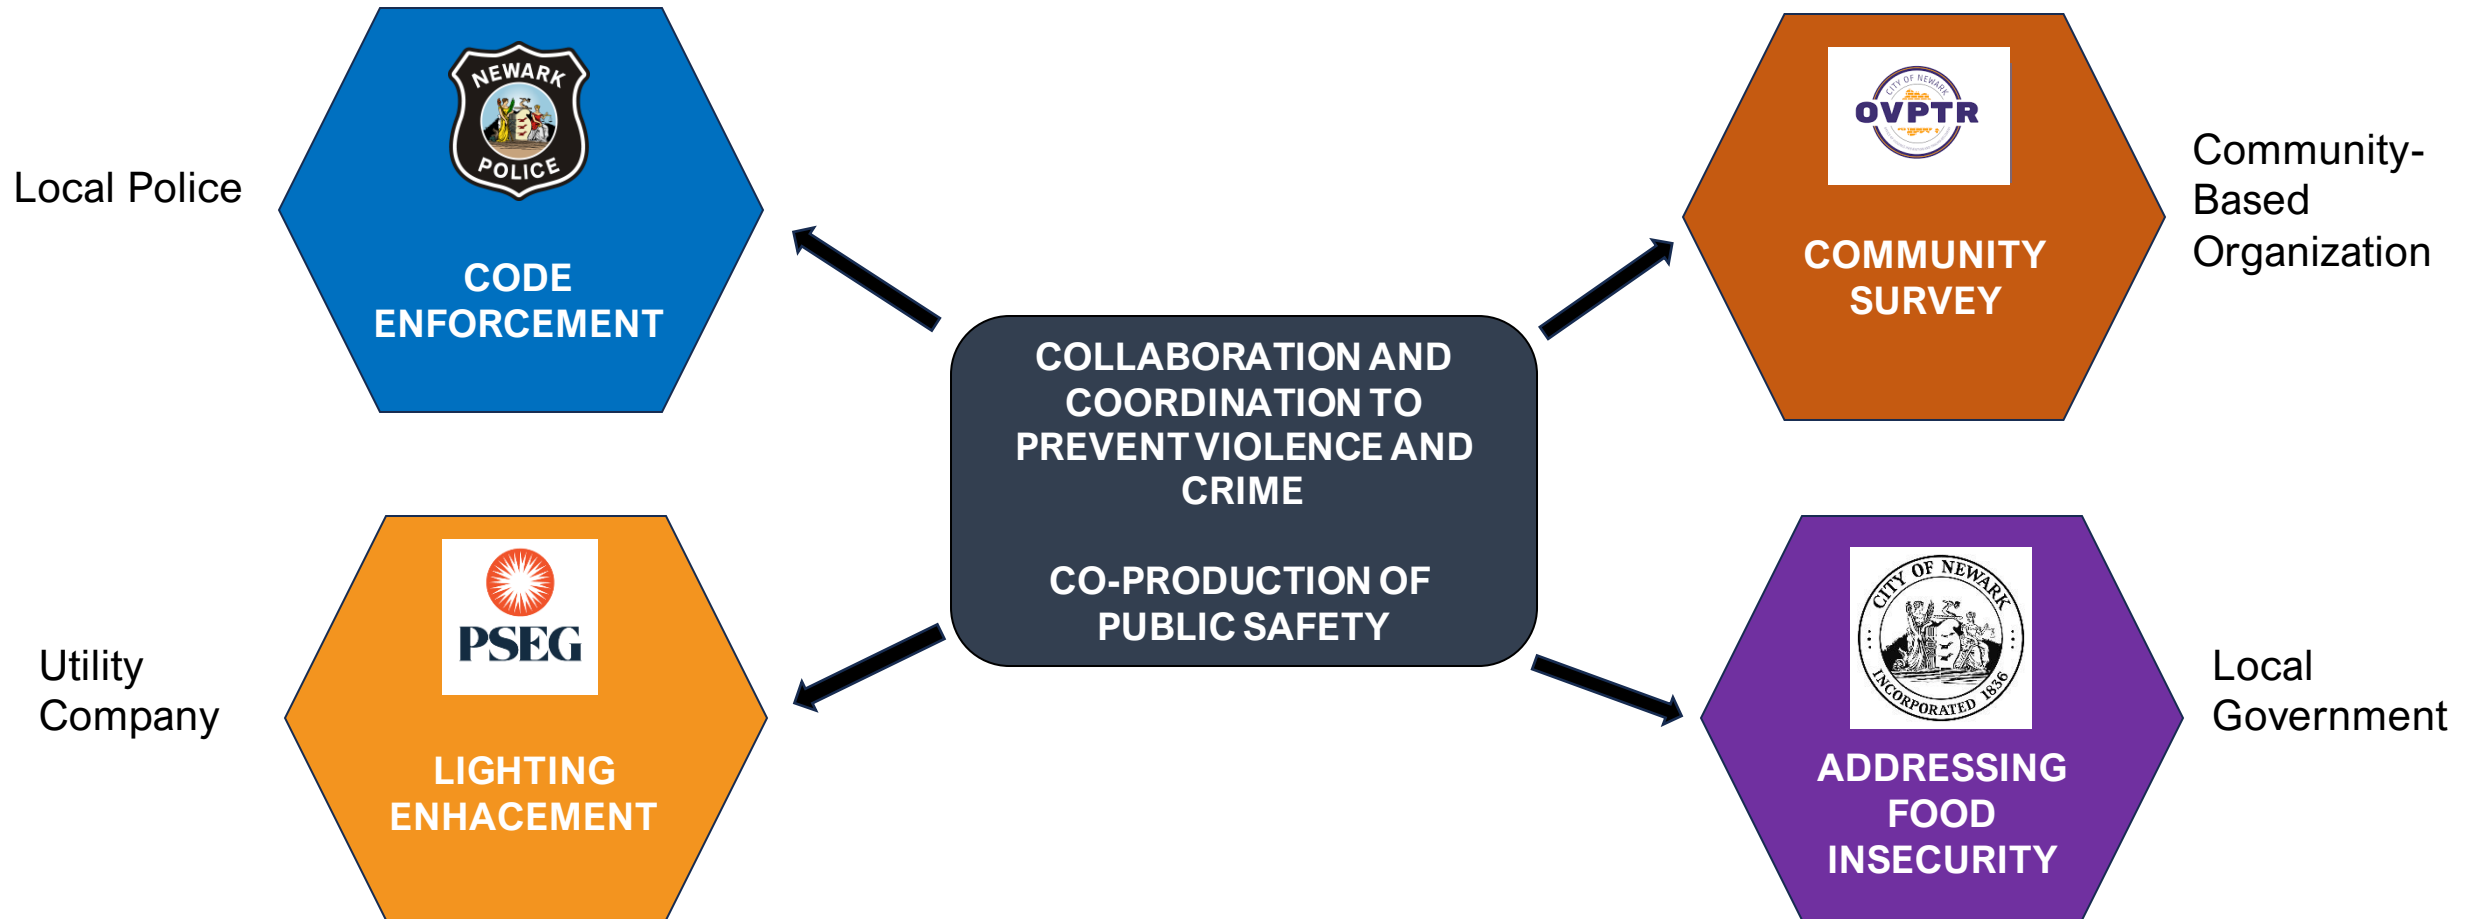 Local Police
NEWARK
POLICE
CODE
ENFORCEMENT
CITY OF NEWARK
OVPTR
COMMUNITY
SURVEY
Community-
Based
Organization
COLLABORATION AND
COORDINATION TO
PREVENT VIOLENCE AND
CRIME
CO-PRODUCTION OF
PUBLIC SAFETY
Utility
Company
PSEG
LIGHTING
ENHACEMENT
CITY OF NEWARK
INCORPORATED 1836
ADDRESSING
FOOD
INSECURITY
Local
Government